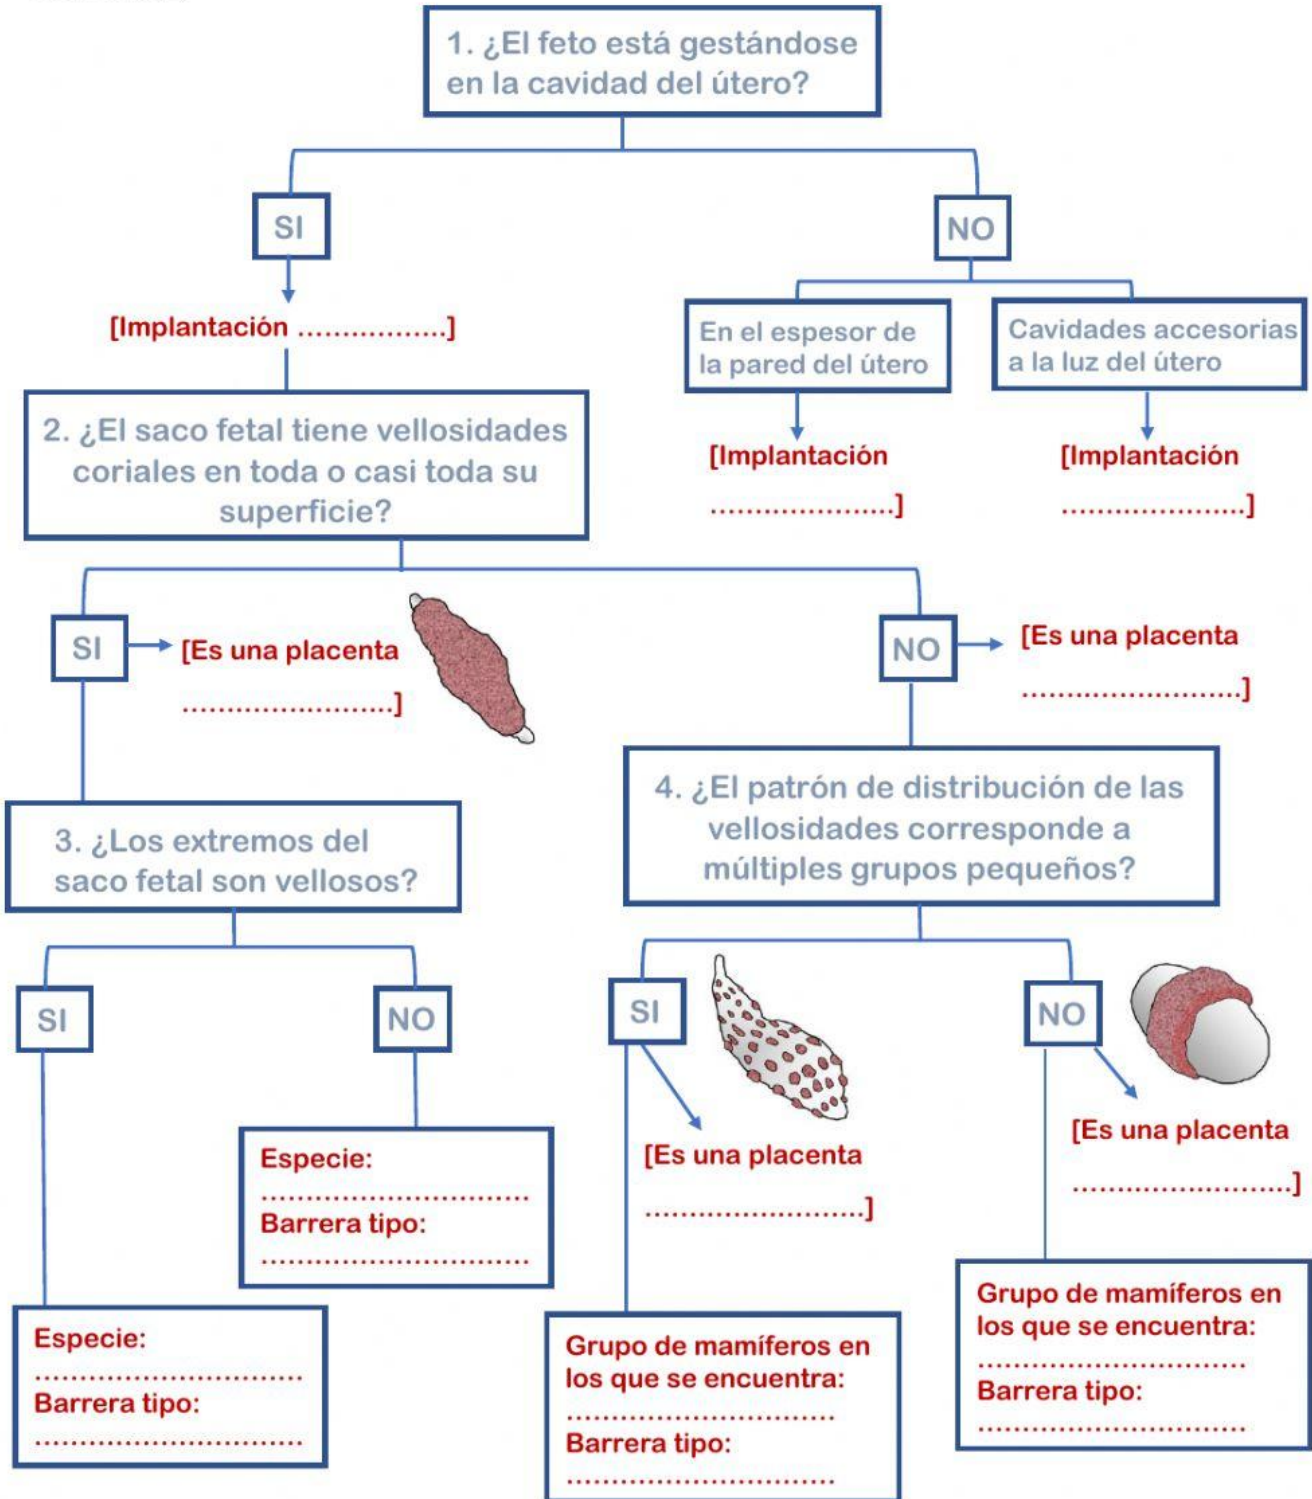 1. ¿El feto está gestándose
en la cavidad del útero?
SI
NO
[Implantación ................]
En el espesor de
la pared del útero
Cavidades accesorias
a la luz del útero
[Implantación
.....................]
[Implantación
.....................]
2. ¿El saco fetal tiene vellosidades
coriales en toda o casi toda su
superficie?
SI
[Es una placenta
........................]
NO
[Es una placenta
........................]
3. ¿Los extremos del
saco fetal son vellosos?
4. ¿El patrón de distribución de las
vellosidades corresponde a
múltiples grupos pequeños?
SI
NO
SI
NO
Especie:
..............................
Barrera tipo:
..............................
[Es una placenta
........................]
[Es una placenta
........................]
Especie:
..............................
Barrera tipo:
..............................
Grupo de mamíferos en
los que se encuentra:
..............................
Barrera tipo:
..............................
Grupo de mamíferos en
los que se encuentra:
..............................
Barrera tipo:
..............................